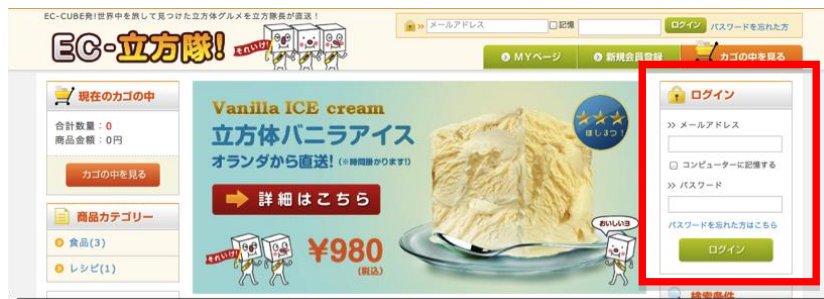 EC-CUBE発!世界中を旅して見つけた立方体グルメを立方隊長が直送!
EC-立方隊!
それいけ!
メールアドレス
記憶
ログイン
パスワードを忘れた方
MYページ
新規会員登録
カゴの中を見る
現在のカゴの中
合計数量:0
商品金額:0円
カゴの中を見る
商品カテゴリー
食品(3)
レシピ(1)
Vanilla ICE cream
立方体バニラアイス
オランダから直送!(※時間掛かります!)
詳細はこちら
それいけ!
¥980
(税込)
ほし3つ!
おいしいヨ
ログイン
メールアドレス
コンピューターに記憶する
パスワード
パスワードを忘れた方はこちら
ログイン
検索条件